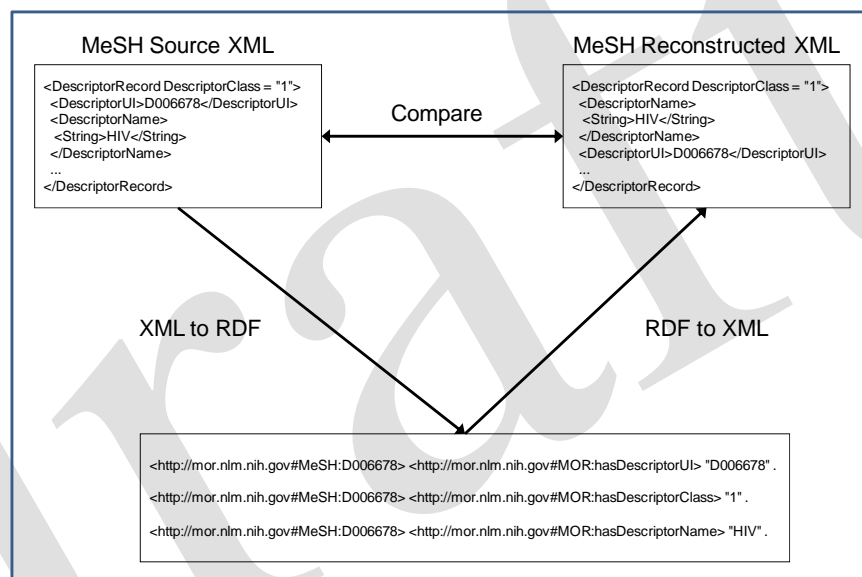 MeSH Source XML
<DescriptorRecord DescriptorClass = "1">
<DescriptorUI>D006678</DescriptorUI>
<DescriptorName>
<String>HIV</String>
</DescriptorName>
...
</DescriptorRecord>
Compare
MeSH Reconstructed XML
<DescriptorRecord DescriptorClass = "1">
<DescriptorName>
<String>HIV</String>
</DescriptorName>
<DescriptorUI>D006678</DescriptorUI>
...
</DescriptorRecord>
XML to RDF
RDF to XML
<http://mor.nlm.nih.gov#MeSH:D006678> <http://mor.nlm.nih.gov#MOR:hasDescriptorUI> "D006678" .
<http://mor.nlm.nih.gov#MeSH:D006678> <http://mor.nlm.nih.gov#MOR:hasDescriptorClass> "1" .
<http://mor.nlm.nih.gov#MeSH:D006678> <http://mor.nlm.nih.gov#MOR:hasDescriptorName> "HIV" .